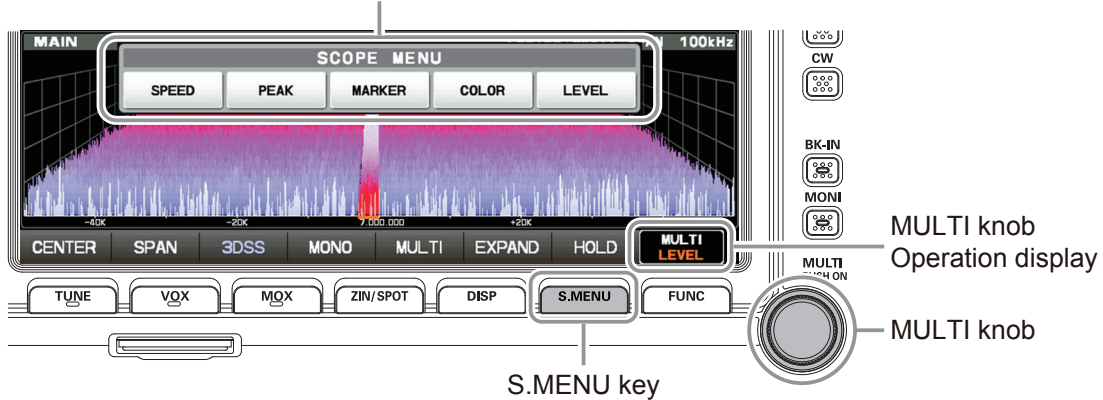 MAIN
100kHz
SCOPE MENU
SPEED PEAK MARKER COLOR LEVEL
-40K -20K 7.000.000 +20K
CENTER SPAN 3DSS MONO MULTI EXPAND HOLD MULTI
LEVEL
TUNE VOX MOX ZIN/SPOT DISP S.MENU FUNC
CW
BK-IN
MONI
MULTI
PUSH ON
MULTI knob
Operation display
MULTI knob
S.MENU key